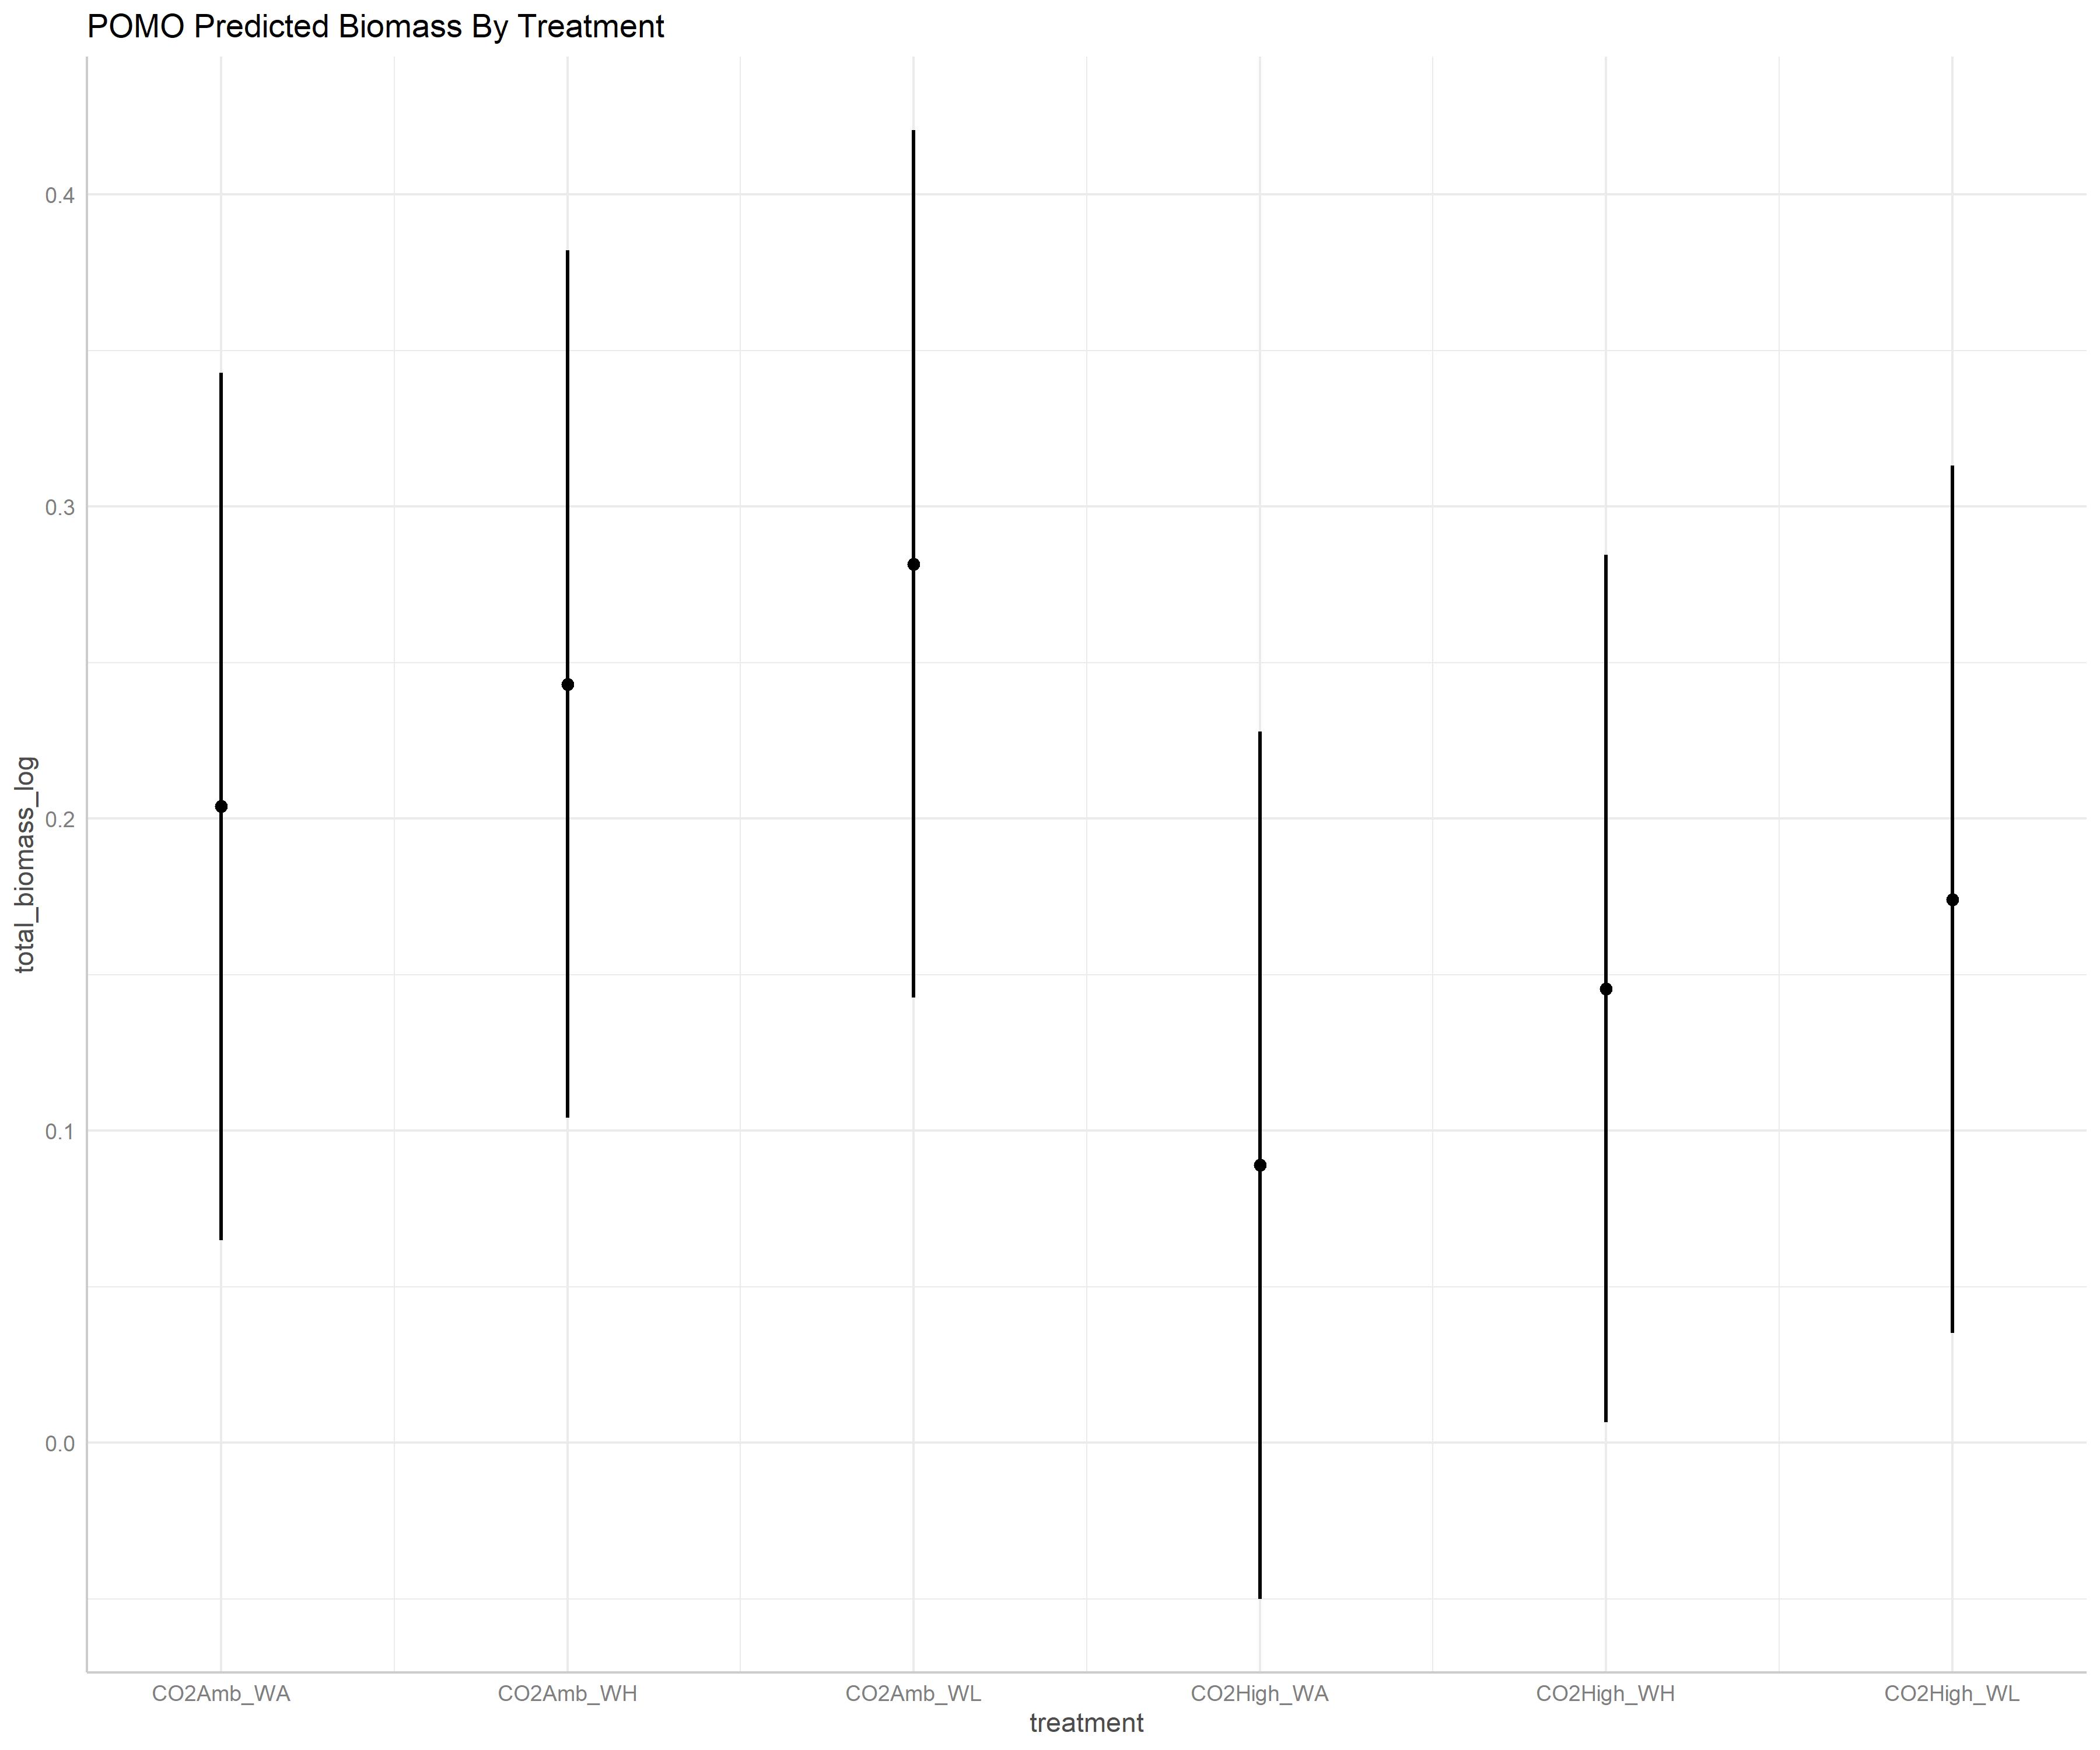 POMO Predicted Biomass By Treatment
total_biomass_log
0.4
0.3
0.2
0.1
0.0
CO2Amb_WA CO2Amb_WH CO2Amb_WL CO2High_WA CO2High_WH CO2High_WL
treatment